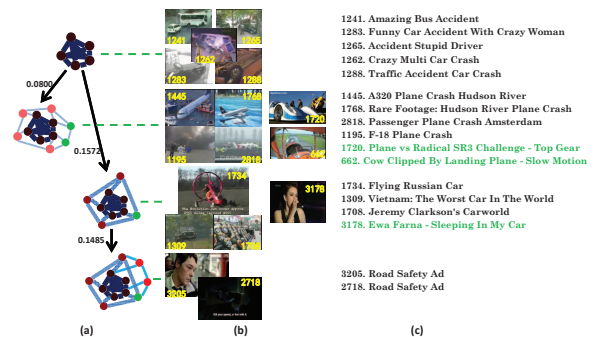 1241. Amazing Bus Accident
1283. Funny Car Accident With Crazy Woman
1265. Accident Stupid Driver
1262. Crazy Multi Car Crash
1288. Traffic Accident Car Crash
1445. A320 Plane Crash Hudson River
1768. Rare Footage: Hudson River Plane Crash
2818. Passenger Plane Crash Amsterdam
1195. F-18 Plane Crash
1720. Plane vs Radical SR3 Challenge - Top Gear
662. Cow Clipped By Landing Plane - Slow Motion
1734. Flying Russian Car
1309. Vietnam: The Worst Car In The World
1708. Jeremy Clarkson's Carworld
3178. Ewa Farna - Sleeping In My Car
3205. Road Safety Ad
2718. Road Safety Ad
0.0800
0.1572
0.1485
1241
1265
1262
1283
1288
1445
1768
1720
1195
2818
1734
3178
1309
3205
2718
(a)
(b)
(c)